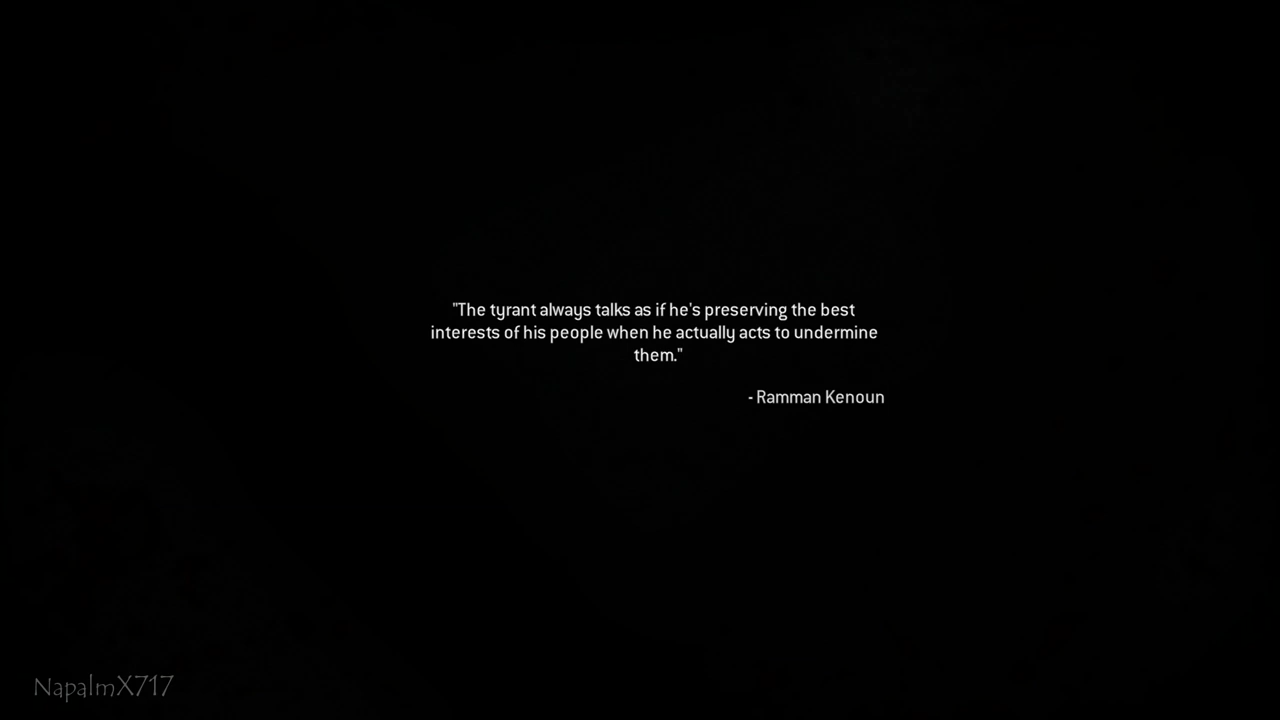 "The tyrant always talks as if he's preserving the best
interests of his people when he actually acts to undermine
them."
- Ramman Kenoun
NapalmX717